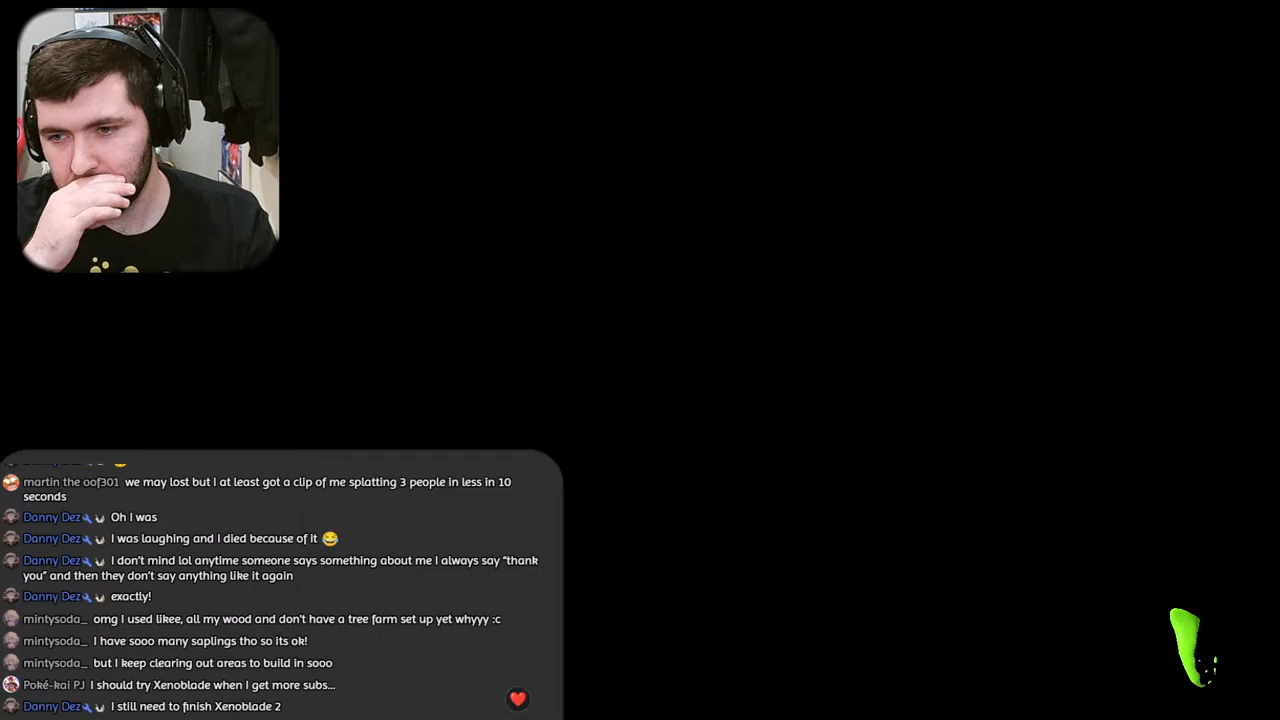 martin the oof301 we may lost but I at least got a clip of me splatting 3 people in less in 10
seconds
Danny Dez Oh I was
Danny Dez I was laughing and I died because of it 😂
Danny Dez I don't mind lol anytime someone says something about me I always say "thank
you" and then they don't say anything like it again
Danny Dez exactly!
mintysoda_ omg I used likee, all my wood and don't have a tree farm set up yet whyyy :c
mintysoda_ I have sooo many saplings tho so its ok!
mintysoda_ but I keep clearing out areas to build in sooo
Poké-kai PJ I should try Xenoblade when I get more subs...
Danny Dez I still need to finish Xenoblade 2